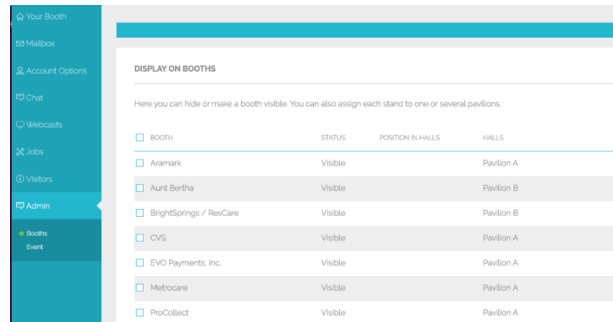 Your Booth
Mailbox
Account Options
Chat
Webcasts
Jobs
Visitors
Admin
Booths
Event
DISPLAY ON BOOTHS
Here you can hide or make a booth visible. You can also assign each stand to one or several pavilions.
BOOTH STATUS POSITION IN HALLS HALLS
Aramark Visible Pavilion A
Aunt Bertha Visible Pavilion B
BrightSprings / ResCare Visible Pavilion B
CVS Visible Pavilion A
EVO Payments, Inc. Visible Pavilion A
Metrocare Visible Pavilion A
ProCollect Visible Pavilion A